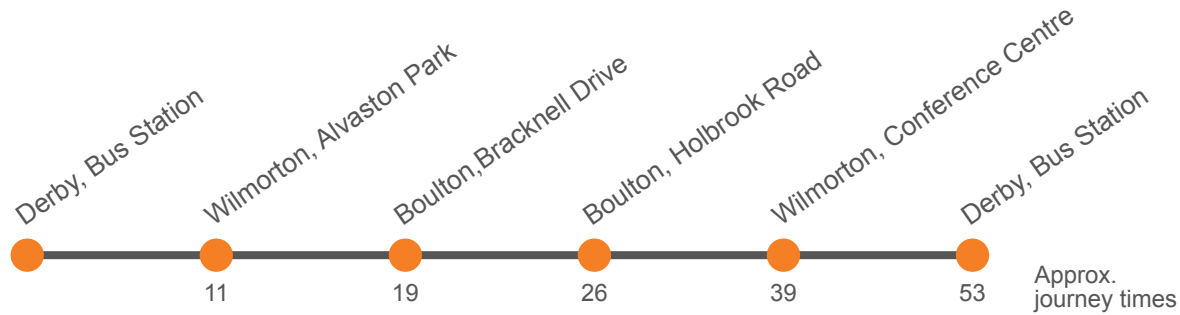 Derby, Bus Station
Wilmorton, Alvaston Park
Boulton,Bracknell Drive
Boulton, Holbrook Road
Wilmorton, Conference Centre
Derby, Bus Station
11
19
26
39
53
Approx.
journey times